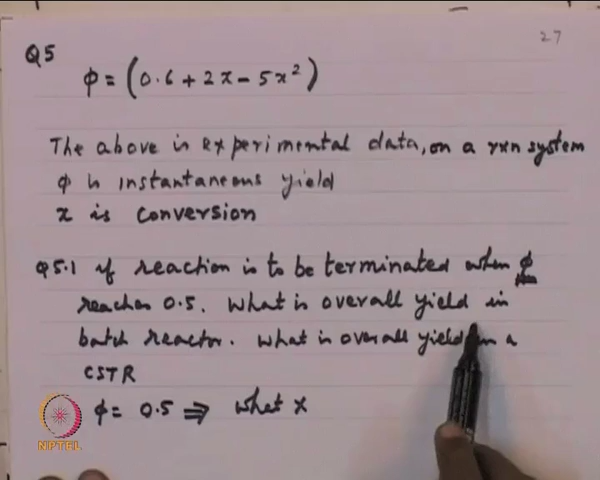 27
Q5
φ = (0.6 + 2x - 5x²)
The above is experimental data, on a rxn system
φ is instantaneous yield
x is conversion
Q5.1 if reaction is to be terminated when φ
reaches 0.5. What is overall yield in
batch reactor. What is overall yield in a
CSTR
φ = 0.5 ⇒ what x
NPTEL